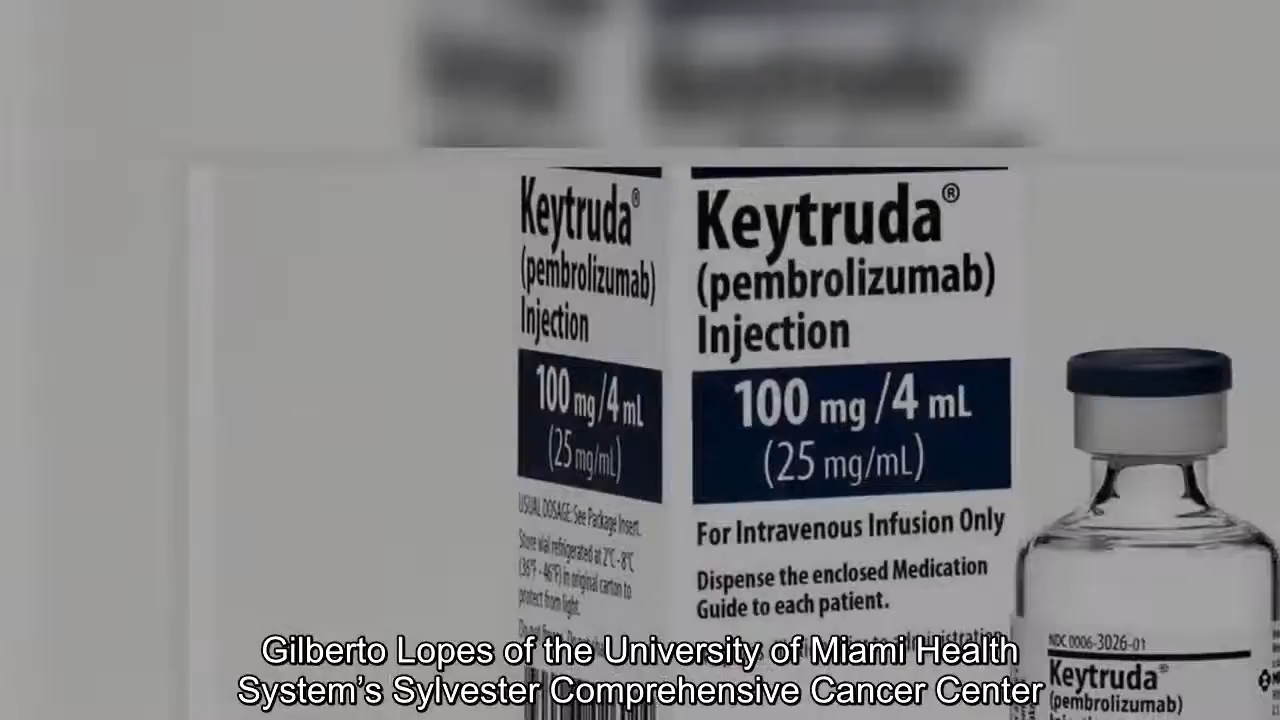 Keytruda®
(pembrolizumab)
Injection
100 mg/4 mL
(25 mg/mL)
USUAL DOSAGE: See Package Insert.
Store vial refrigerated at 2°C - 8°C
(36°F - 46°F) in original carton to
protect from light.
Keytruda®
(pembrolizumab)
Injection
100 mg/4 mL
(25 mg/mL)
For Intravenous Infusion Only
Dispense the enclosed Medication
Guide to each patient.
to administration
NDC 0006-3026-01
Keytruda®
(pembrolizumab)
Gilberto Lopes of the University of Miami Health
System’s Sylvester Comprehensive Cancer Center